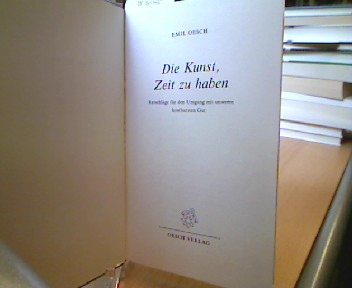 EMIL OESCH
Die Kunst,
Zeit zu haben
Ratschläge für den Umgang mit unserem
kostbarsten Gut
OESCH VERLAG